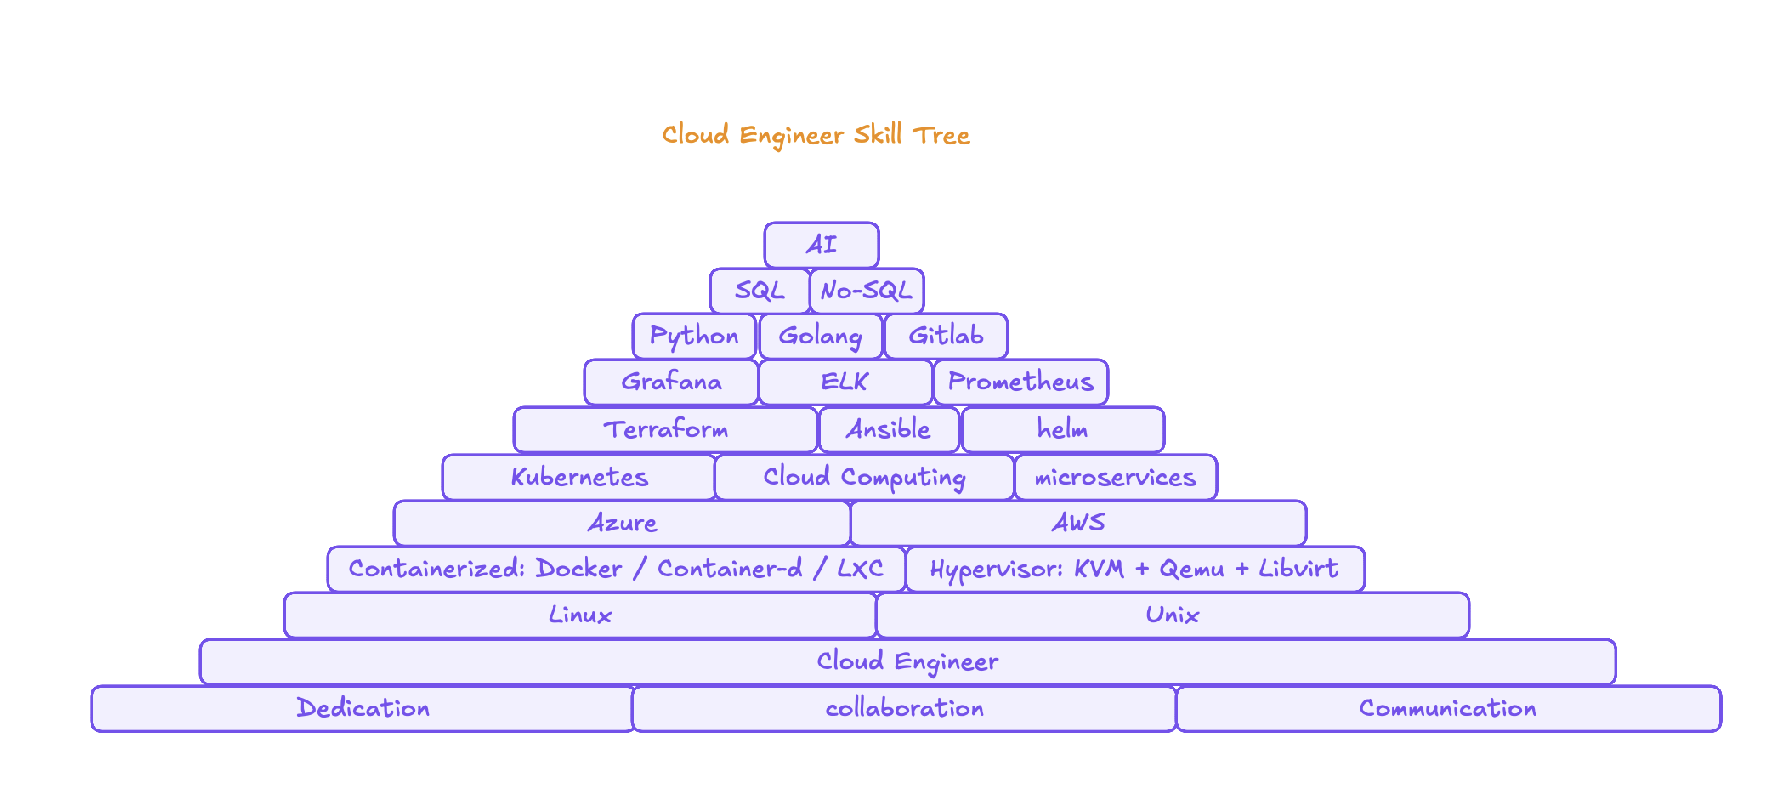 Cloud Engineer Skill Tree
AI
SQL No-SQL
Python Golang Gitlab
Grafana ELK Prometheus
Terraform Ansible helm
Kubernetes Cloud Computing microservices
Azure AWS
Containerized: Docker / Container-d / LXC Hypervisor: KVM + Qemu + Libvirt
Linux Unix
Cloud Engineer
Dedication collaboration Communication